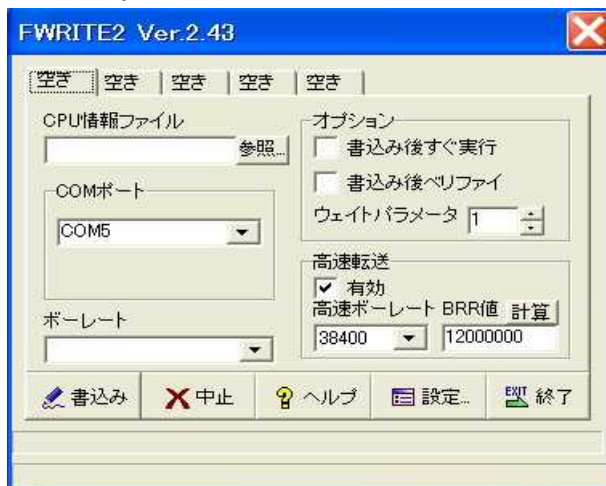 FWRITE2 Ver.2.43
空き 空き 空き 空き 空き
CPU情報ファイル
参照...
COMポート
COM5
ボーレート
オプション
書込み後すぐ実行
書込み後ベリファイ
ウェイトパラメータ 1
高速転送
有効
高速ボーレート BRR値 計算
38400 12000000
書込み 中止 ヘルプ 設定... EXIT 終了